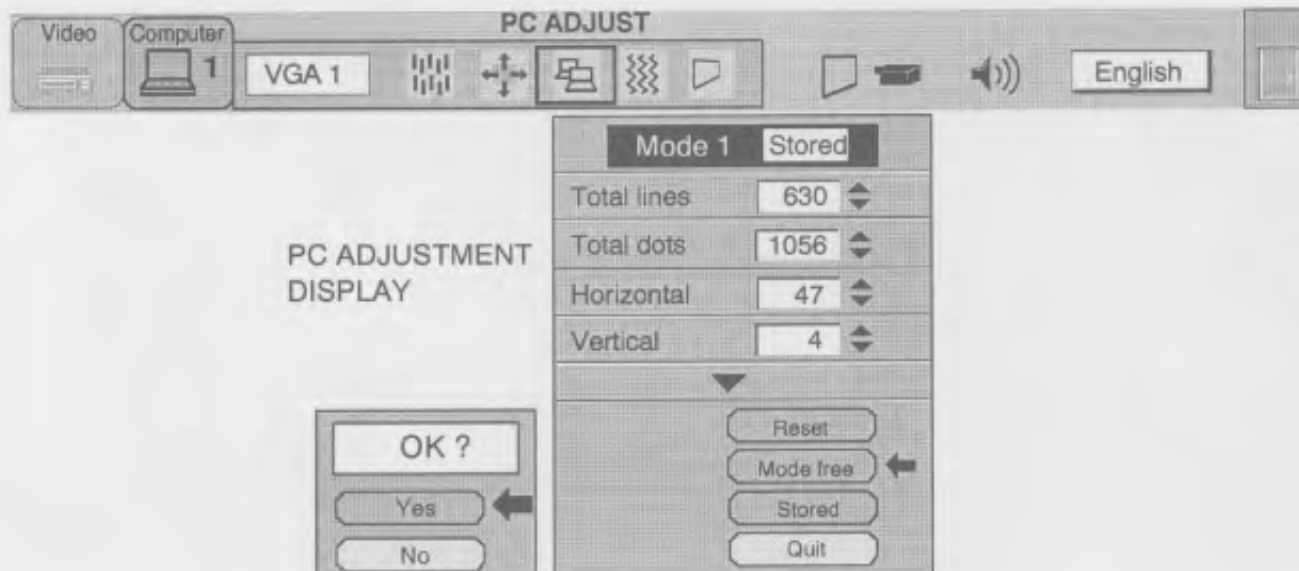 PC ADJUST
Video
Computer
1
VGA 1
English
Mode 1 Stored
Total lines 630
Total dots 1056
Horizontal 47
Vertical 4
PC ADJUSTMENT
DISPLAY
Reset
Mode free
Stored
Quit
OK ?
Yes
No